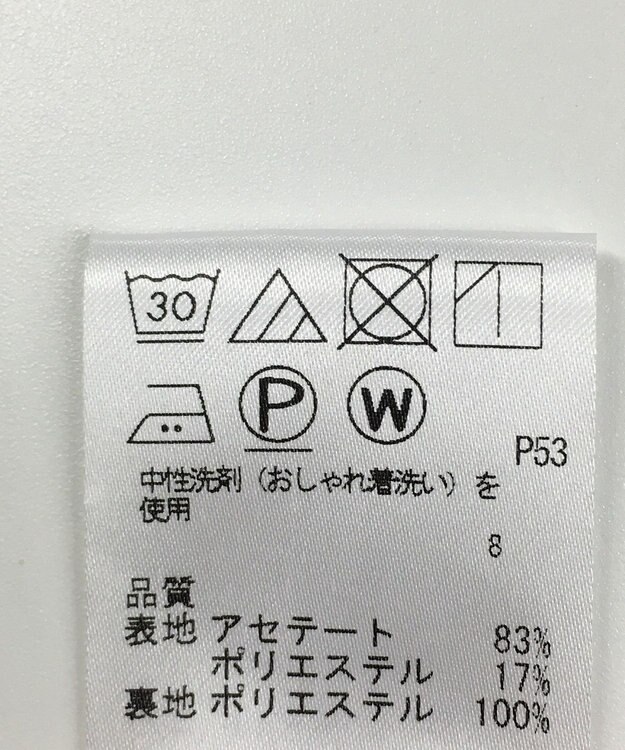 30
P W
P53
中性洗剤（おしゃれ着洗い）を
使用
8
品質
表地 アセテート 83%
ポリエステル 17%
裏地 ポリエステル 100%